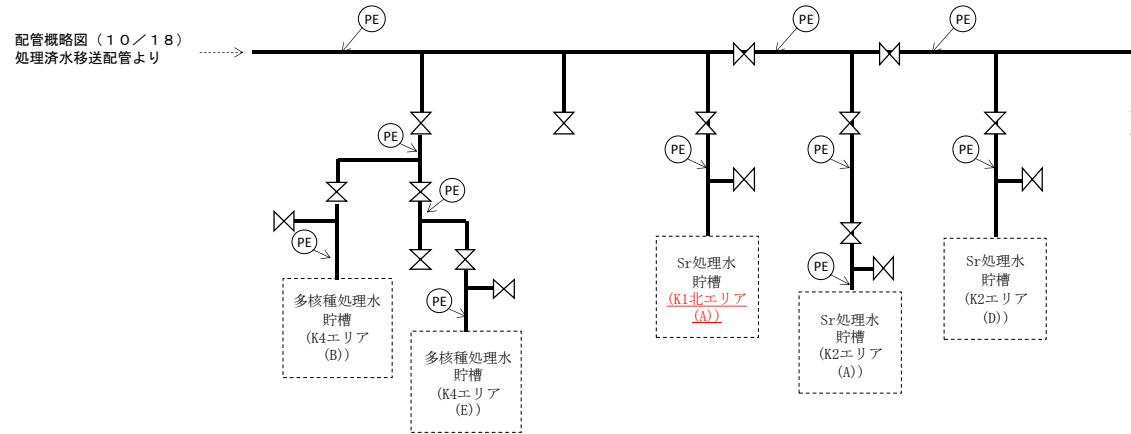 配管概略図（１０／１８）
処理済水移送配管より
PE
PE
PE
PE
PE
PE
PE
PE
PE
PE
PE
PE
多核種処理水
貯槽
(K4エリア
(B))
多核種処理水
貯槽
(K4エリア
(E))
Sr処理水
貯槽
(K1北エリア
(A))
Sr処理水
貯槽
(K2エリア
(A))
Sr処理水
貯槽
(K2エリア
(D))